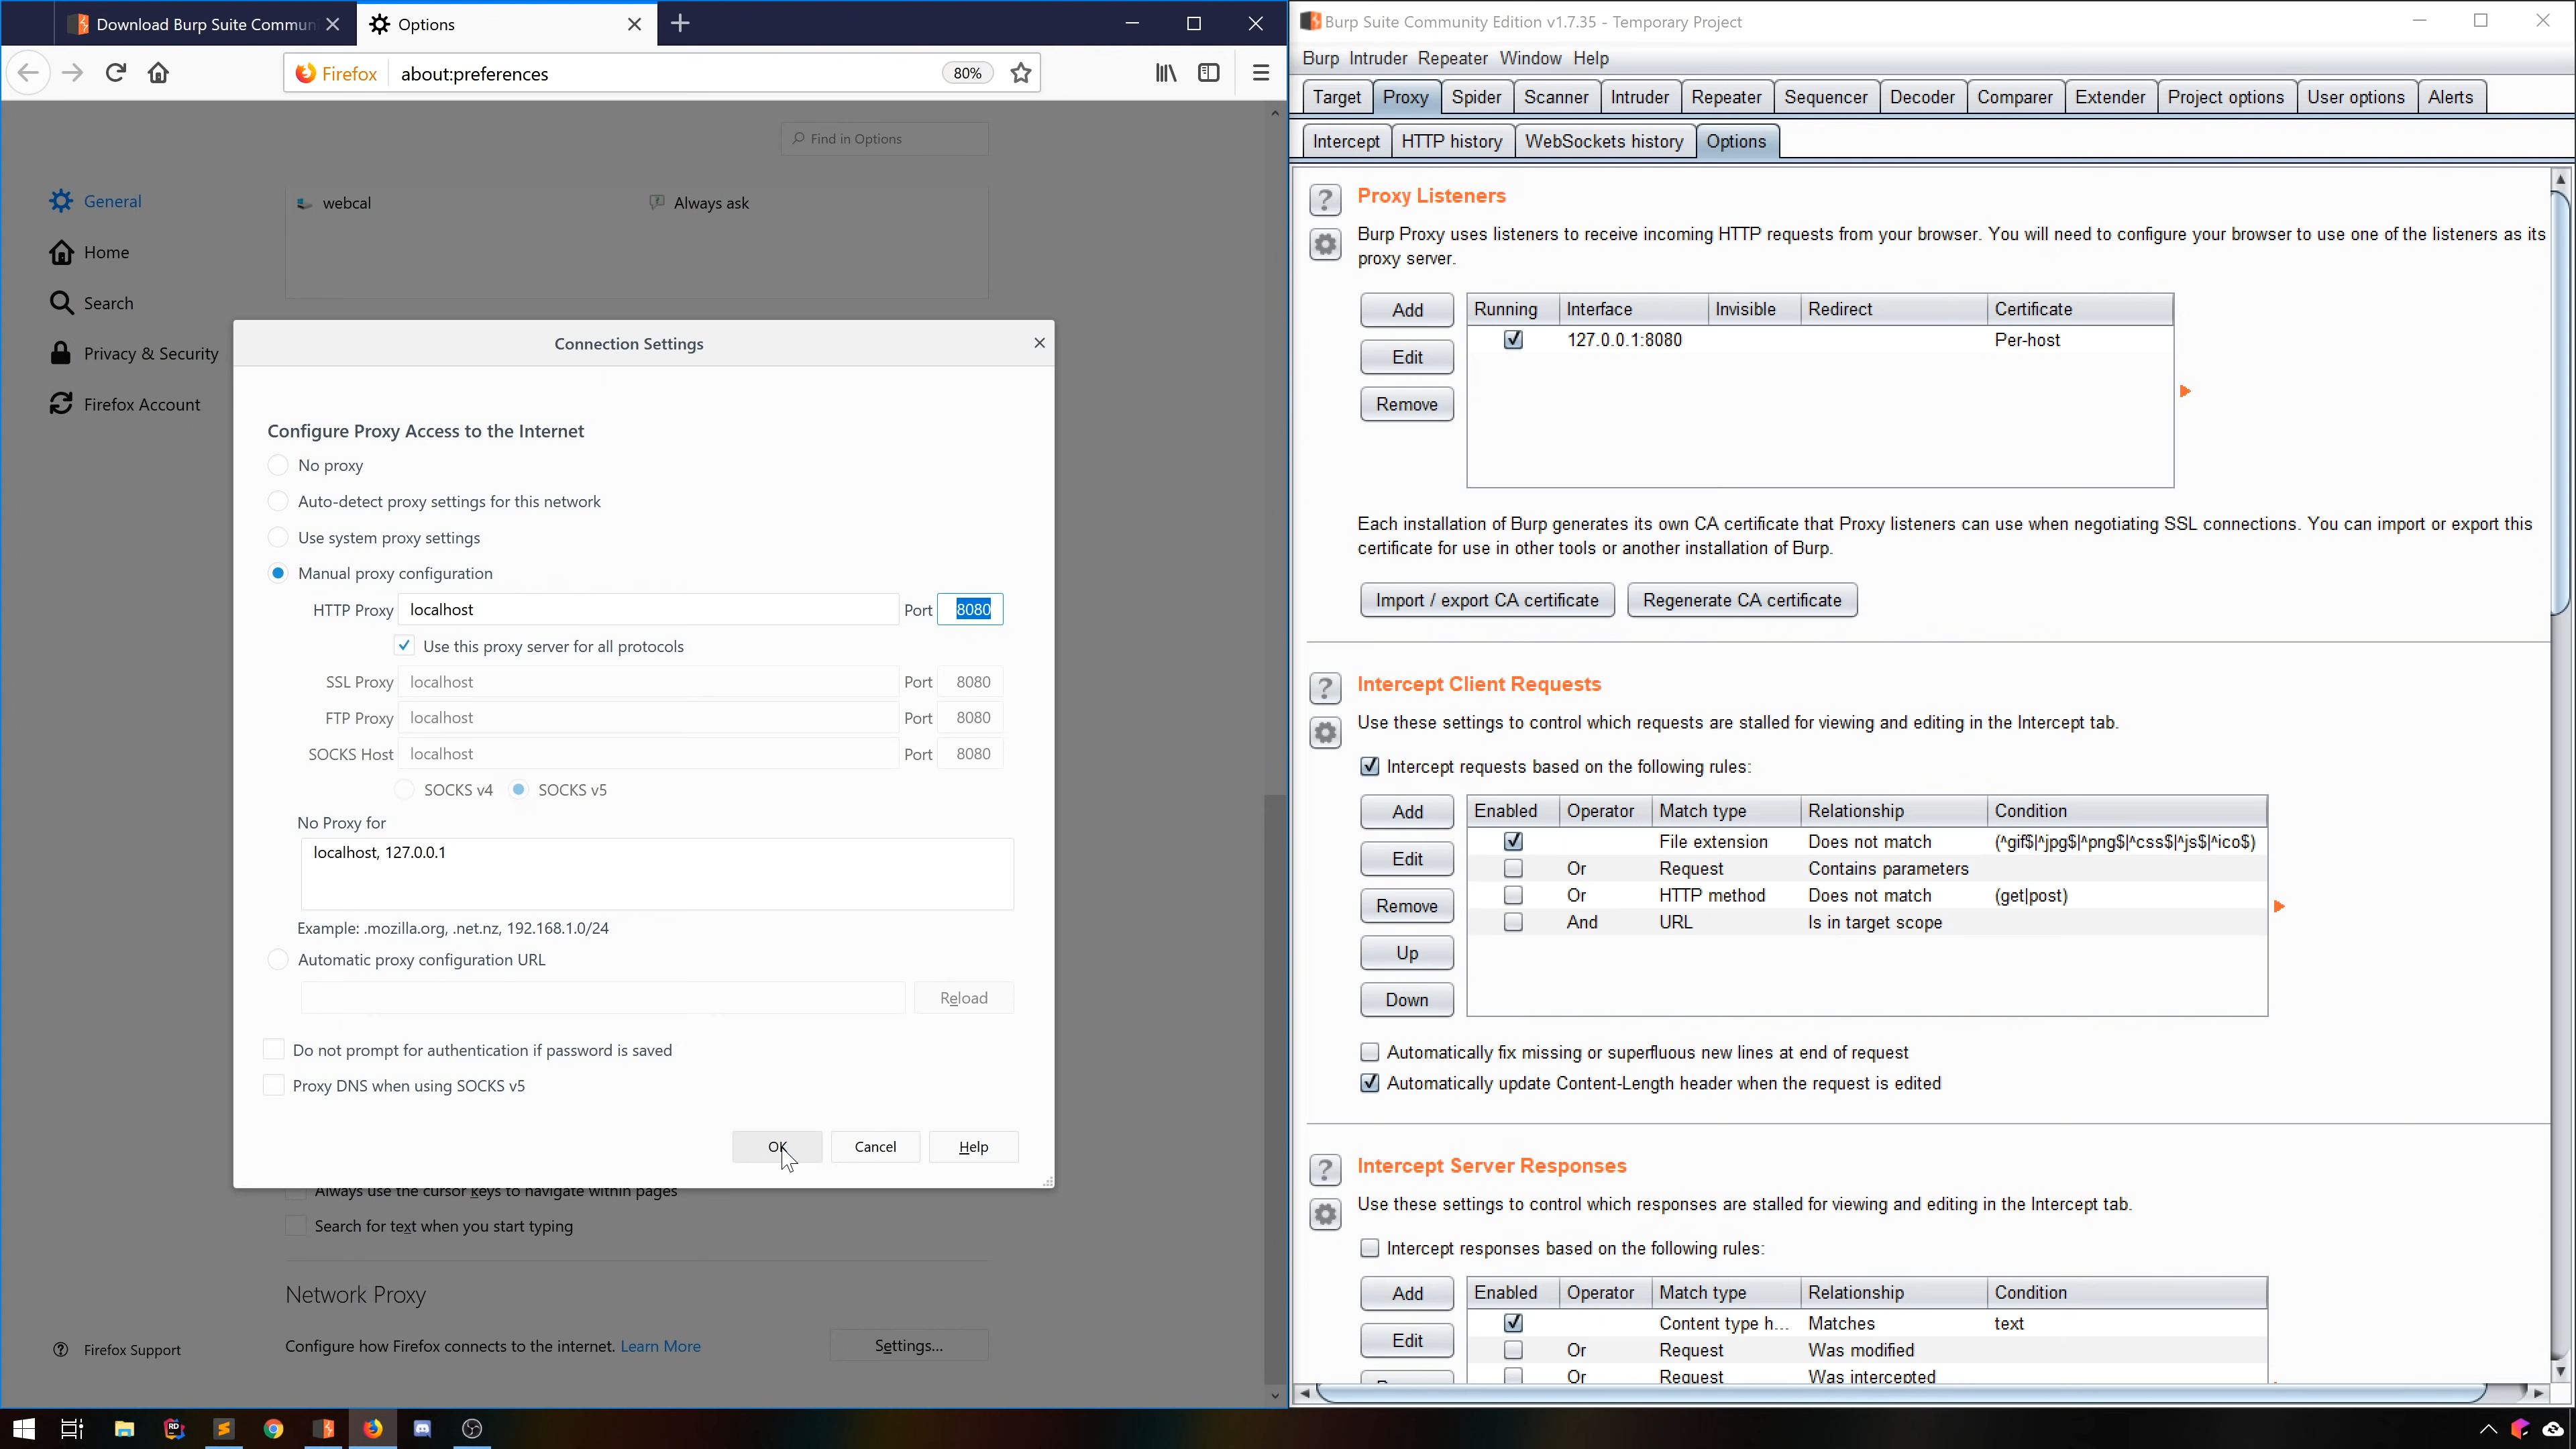 Download Burp Suite Commun
Options
Firefox
about:preferences
80%
Find in Options
General
Home
Search
Privacy & Security
Firefox Account
webcal
Always ask
Connection Settings
Configure Proxy Access to the Internet
No proxy
Auto-detect proxy settings for this network
Use system proxy settings
Manual proxy configuration
HTTP Proxy localhost Port 8080
Use this proxy server for all protocols
SSL Proxy localhost Port 8080
FTP Proxy localhost Port 8080
SOCKS Host localhost Port 8080
SOCKS v4 SOCKS v5
No Proxy for
localhost, 127.0.0.1
Example: .mozilla.org, .net.nz, 192.168.1.0/24
Automatic proxy configuration URL
Reload
Do not prompt for authentication if password is saved
Proxy DNS when using SOCKS v5
OK Cancel Help
Always use the cursor keys to navigate within pages
Search for text when you start typing
Network Proxy
Configure how Firefox connects to the internet. Learn More
Settings...
Firefox Support
Burp Suite Community Edition v1.7.35 - Temporary Project
Burp Intruder Repeater Window Help
Target Proxy Spider Scanner Intruder Repeater Sequencer Decoder Comparer Extender Project options User options Alerts
Intercept HTTP history WebSockets history Options
Proxy Listeners
Burp Proxy uses listeners to receive incoming HTTP requests from your browser. You will need to configure your browser to use one of the listeners as its
proxy server.
Add
Edit
Remove
Running Interface Invisible Redirect Certificate
127.0.0.1:8080 Per-host
Each installation of Burp generates its own CA certificate that Proxy listeners can use when negotiating SSL connections. You can import or export this
certificate for use in other tools or another installation of Burp.
Import / export CA certificate Regenerate CA certificate
Intercept Client Requests
Use these settings to control which requests are stalled for viewing and editing in the Intercept tab.
Intercept requests based on the following rules:
Add
Edit
Remove
Up
Down
Enabled Operator Match type Relationship Condition
File extension Does not match (^gif$|^jpg$|^png$|^css$|^js$|^ico$)
Or Request Contains parameters
Or HTTP method Does not match (get|post)
And URL Is in target scope
Automatically fix missing or superfluous new lines at end of request
Automatically update Content-Length header when the request is edited
Intercept Server Responses
Use these settings to control which responses are stalled for viewing and editing in the Intercept tab.
Intercept responses based on the following rules:
Add
Edit
Enabled Operator Match type Relationship Condition
Content type h... Matches text
Or Request Was modified
Or Request Was intercepted
RD